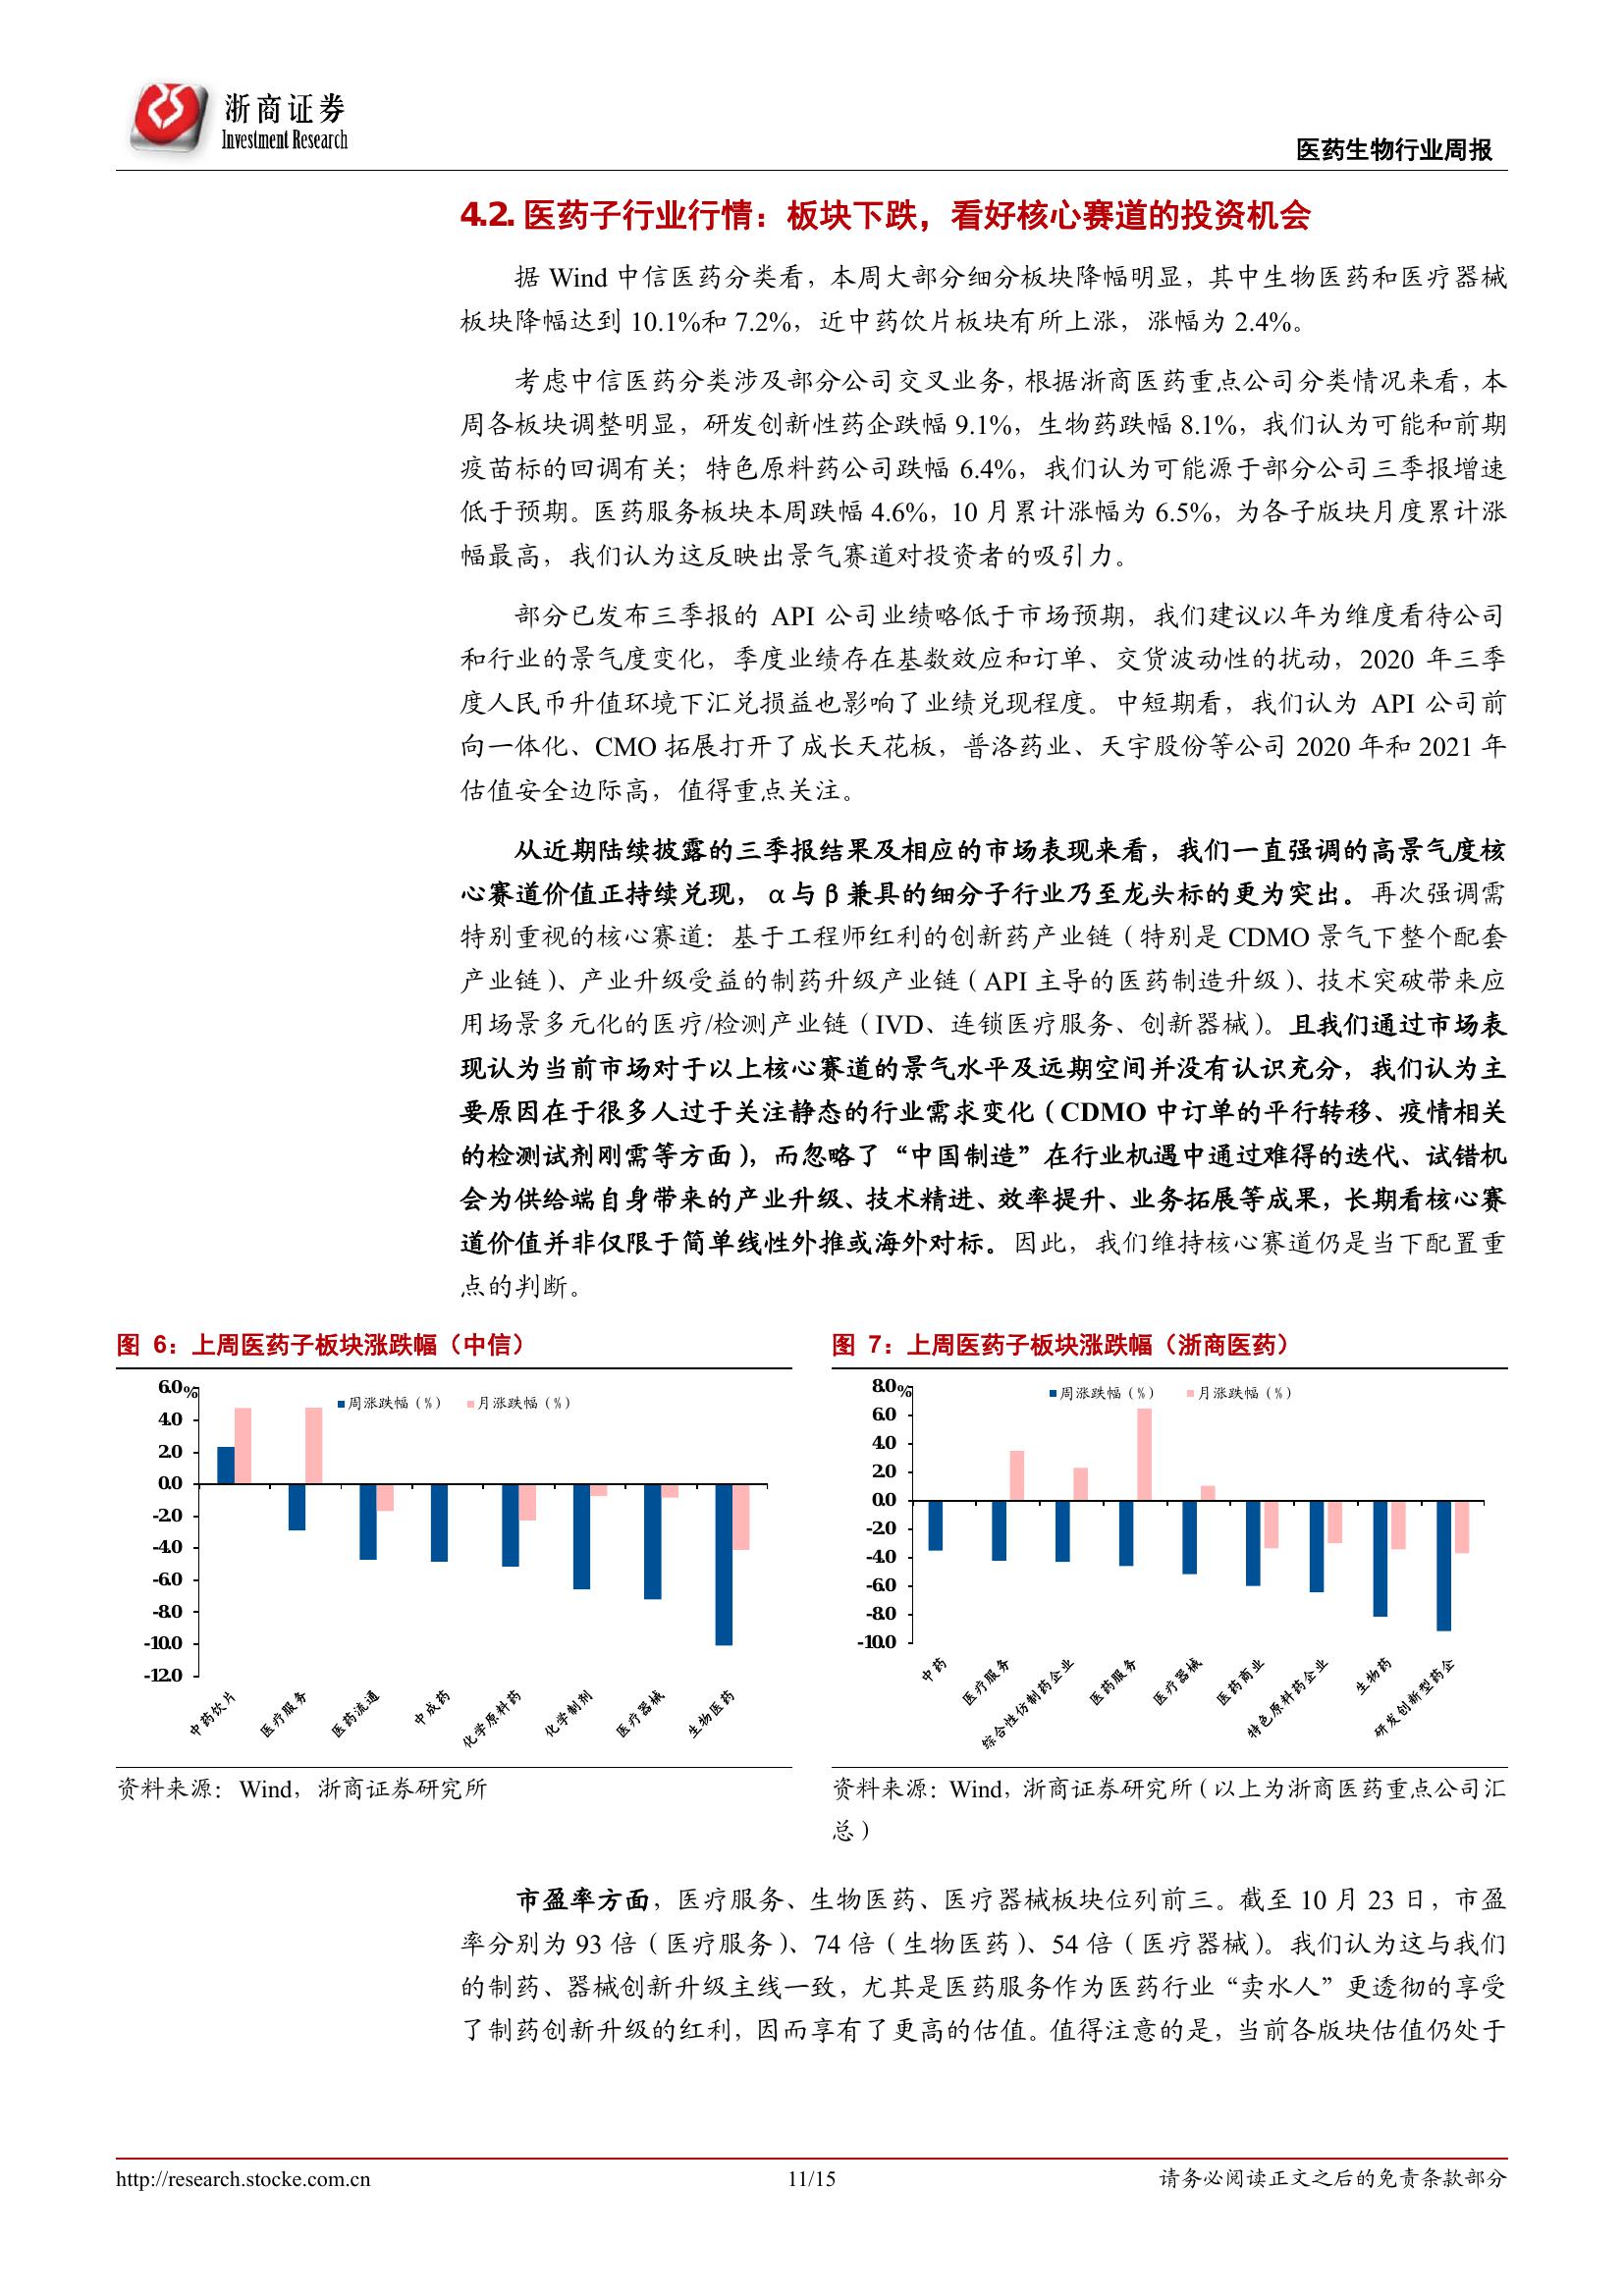 浙商证券
Investment Research
医药生物行业周报
4.2. 医药子行业行情：板块下跌，看好核心赛道的投资机会
据 Wind 中信医药分类看，本周大部分细分板块降幅明显，其中生物医药和医疗器械
板块降幅达到 10.1%和 7.2%，近中药饮片板块有所上涨，涨幅为 2.4%。
考虑中信医药分类涉及部分公司交叉业务，根据浙商医药重点公司分类情况来看，本
周各板块调整明显，研发创新性药企跌幅 9.1%，生物药跌幅 8.1%，我们认为可能和前期
疫苗标的回调有关；特色原料药公司跌幅 6.4%，我们认为可能源于部分公司三季报增速
低于预期。医药服务板块本周跌幅 4.6%，10 月累计涨幅为 6.5%，为各子版块月度累计涨
幅最高，我们认为这反映出景气赛道对投资者的吸引力。
部分已发布三季报的 API 公司业绩略低于市场预期，我们建议以年为维度看待公司
和行业的景气度变化，季度业绩存在基数效应和订单、交货波动性的扰动，2020 年三季
度人民币升值环境下汇兑损益也影响了业绩兑现程度。中短期看，我们认为 API 公司前
向一体化、CMO 拓展打开了成长天花板，普洛药业、天宇股份等公司 2020 年和 2021 年
估值安全边际高，值得重点关注。
从近期陆续披露的三季报结果及相应的市场表现来看，我们一直强调的高景气度核
心赛道价值正持续兑现， α与β兼具的细分子行业乃至龙头标的更为突出。再次强调需
特别重视的核心赛道：基于工程师红利的创新药产业链（特别是 CDMO 景气下整个配套
产业链）、产业升级受益的制药升级产业链（API 主导的医药制造升级）、技术突破带来应
用场景多元化的医疗/检测产业链（IVD、连锁医疗服务、创新器械）。且我们通过市场表
现认为当前市场对于以上核心赛道的景气水平及远期空间并没有认识充分，我们认为主
要原因在于很多人过于关注静态的行业需求变化（CDMO 中订单的平行转移、疫情相关
的检测试剂刚需等方面），而忽略了“中国制造”在行业机遇中通过难得的迭代、试错机
会为供给端自身带来的产业升级、技术精进、效率提升、业务拓展等成果，长期看核心赛
道价值并非仅限于简单线性外推或海外对标。因此，我们维持核心赛道仍是当下配置重
点的判断。
图 6：上周医药子板块涨跌幅（中信）
6.0%
4.0
2.0
0.0
-2.0
-4.0
-6.0
-8.0
-10.0
-12.0
周涨跌幅（%） 月涨跌幅（%）
中药饮片 医疗服务 医药流通 中成药 化学原料药 化学制剂 医疗器械 生物医药
资料来源：Wind，浙商证券研究所
图 7：上周医药子板块涨跌幅（浙商医药）
8.0%
6.0
4.0
2.0
0.0
-2.0
-4.0
-6.0
-8.0
-10.0
周涨跌幅（%） 月涨跌幅（%）
中药 医疗服务 综合性仿制药企业 医药服务 医疗器械 医药商业 特色原料药企业 生物药 研发创新型药企
资料来源：Wind，浙商证券研究所（以上为浙商医药重点公司汇
总）
市盈率方面，医疗服务、生物医药、医疗器械板块位列前三。截至 10 月 23 日，市盈
率分别为 93 倍（医疗服务）、74 倍（生物医药）、54 倍（医疗器械）。我们认为这与我们
的制药、器械创新升级主线一致，尤其是医药服务作为医药行业“卖水人”更透彻的享受
了制药创新升级的红利，因而享有了更高的估值。值得注意的是，当前各版块估值仍处于
http://research.stocke.com.cn
11/15
请务必阅读正文之后的免责条款部分